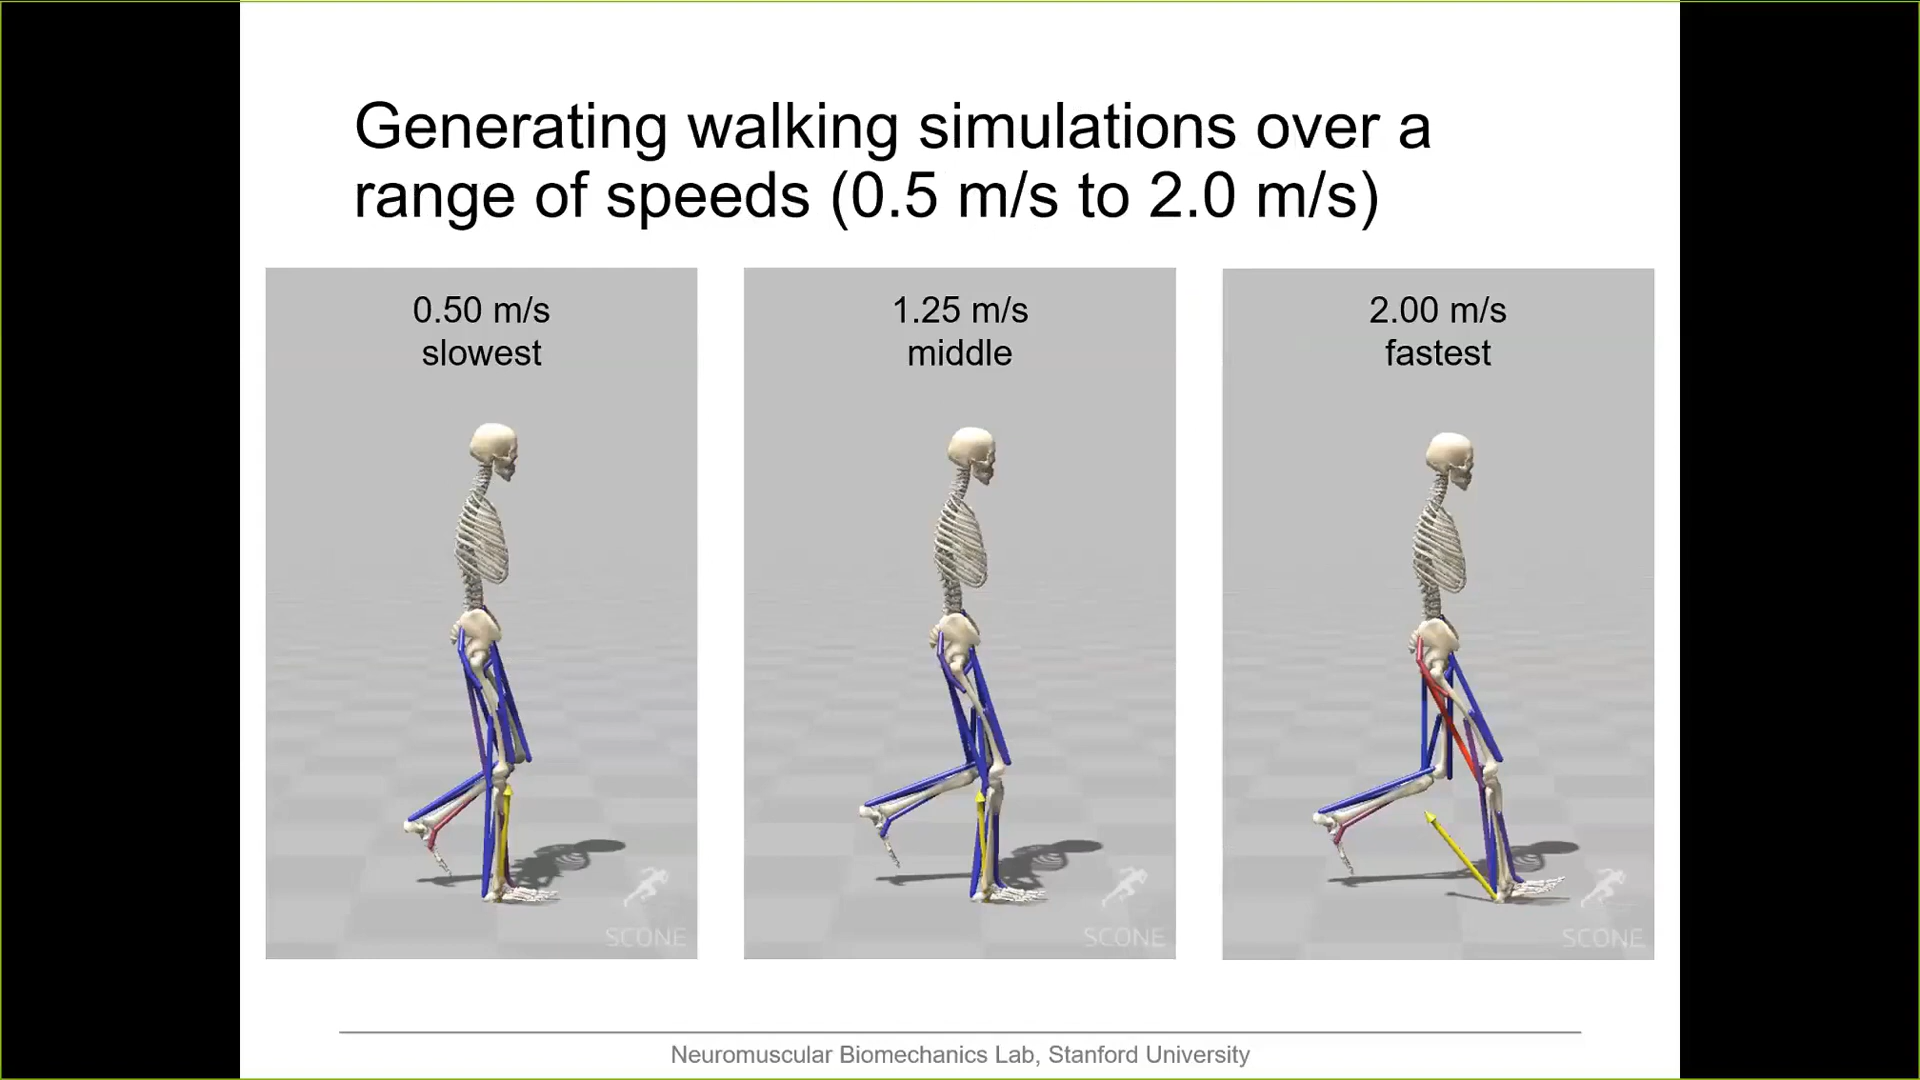 Generating walking simulations over a
range of speeds (0.5 m/s to 2.0 m/s)
0.50 m/s
slowest
1.25 m/s
middle
2.00 m/s
fastest
SCONE
SCONE
SCONE
Neuromuscular Biomechanics Lab, Stanford University